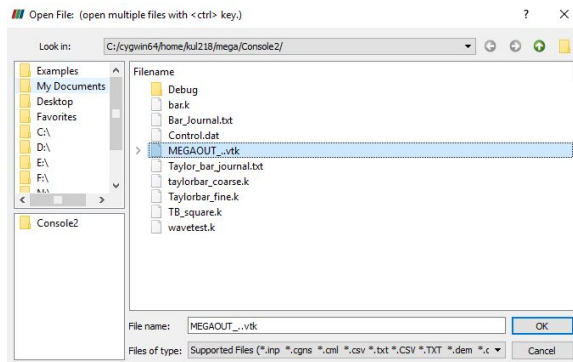 Open File: (open multiple files with <ctrl> key.)
? X
Look in: C:/cygwin64/home/kul218/mega/Console2/
Examples
My Documents
Desktop
Favorites
C:\
D:\
E:\
F:\
Filename
Debug
bar.k
Bar_Journal.txt
Control.dat
MEGAOUT_..vtk
Taylor_bar_journal.txt
taylorbar_coarse.k
Taylorbar_fine.k
TB_square.k
wavetest.k
Console2
File name: MEGAOUT_..vtk
OK
Files of type: Supported Files (*.inp *.cgns *.cml *.csv *.txt *.CSV *.TXT *.dem *.c
Cancel